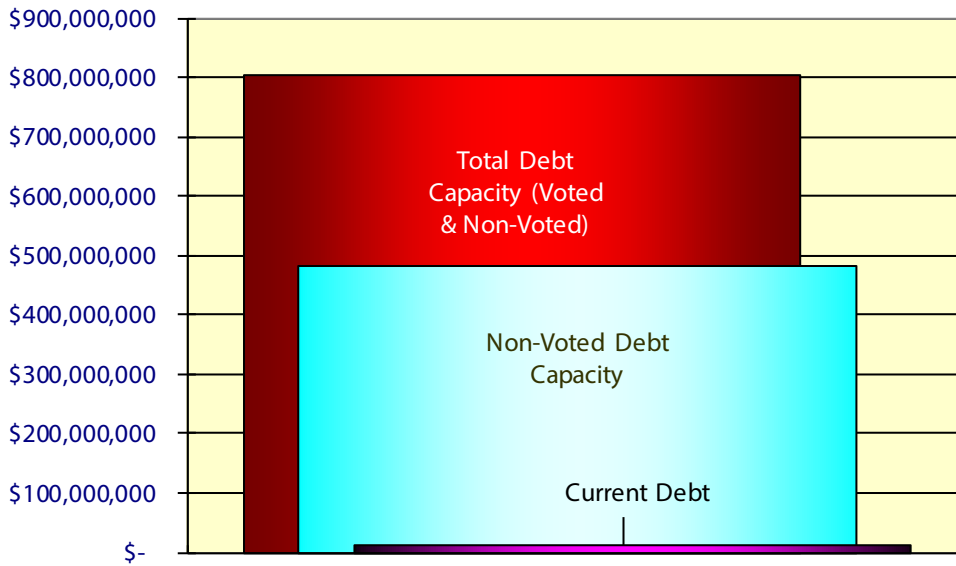 $900,000,000
$800,000,000
$700,000,000
$600,000,000
$500,000,000
$400,000,000
$300,000,000
$200,000,000
$100,000,000
$-
Total Debt
Capacity (Voted
& Non-Voted)
Non-Voted Debt
Capacity
Current Debt